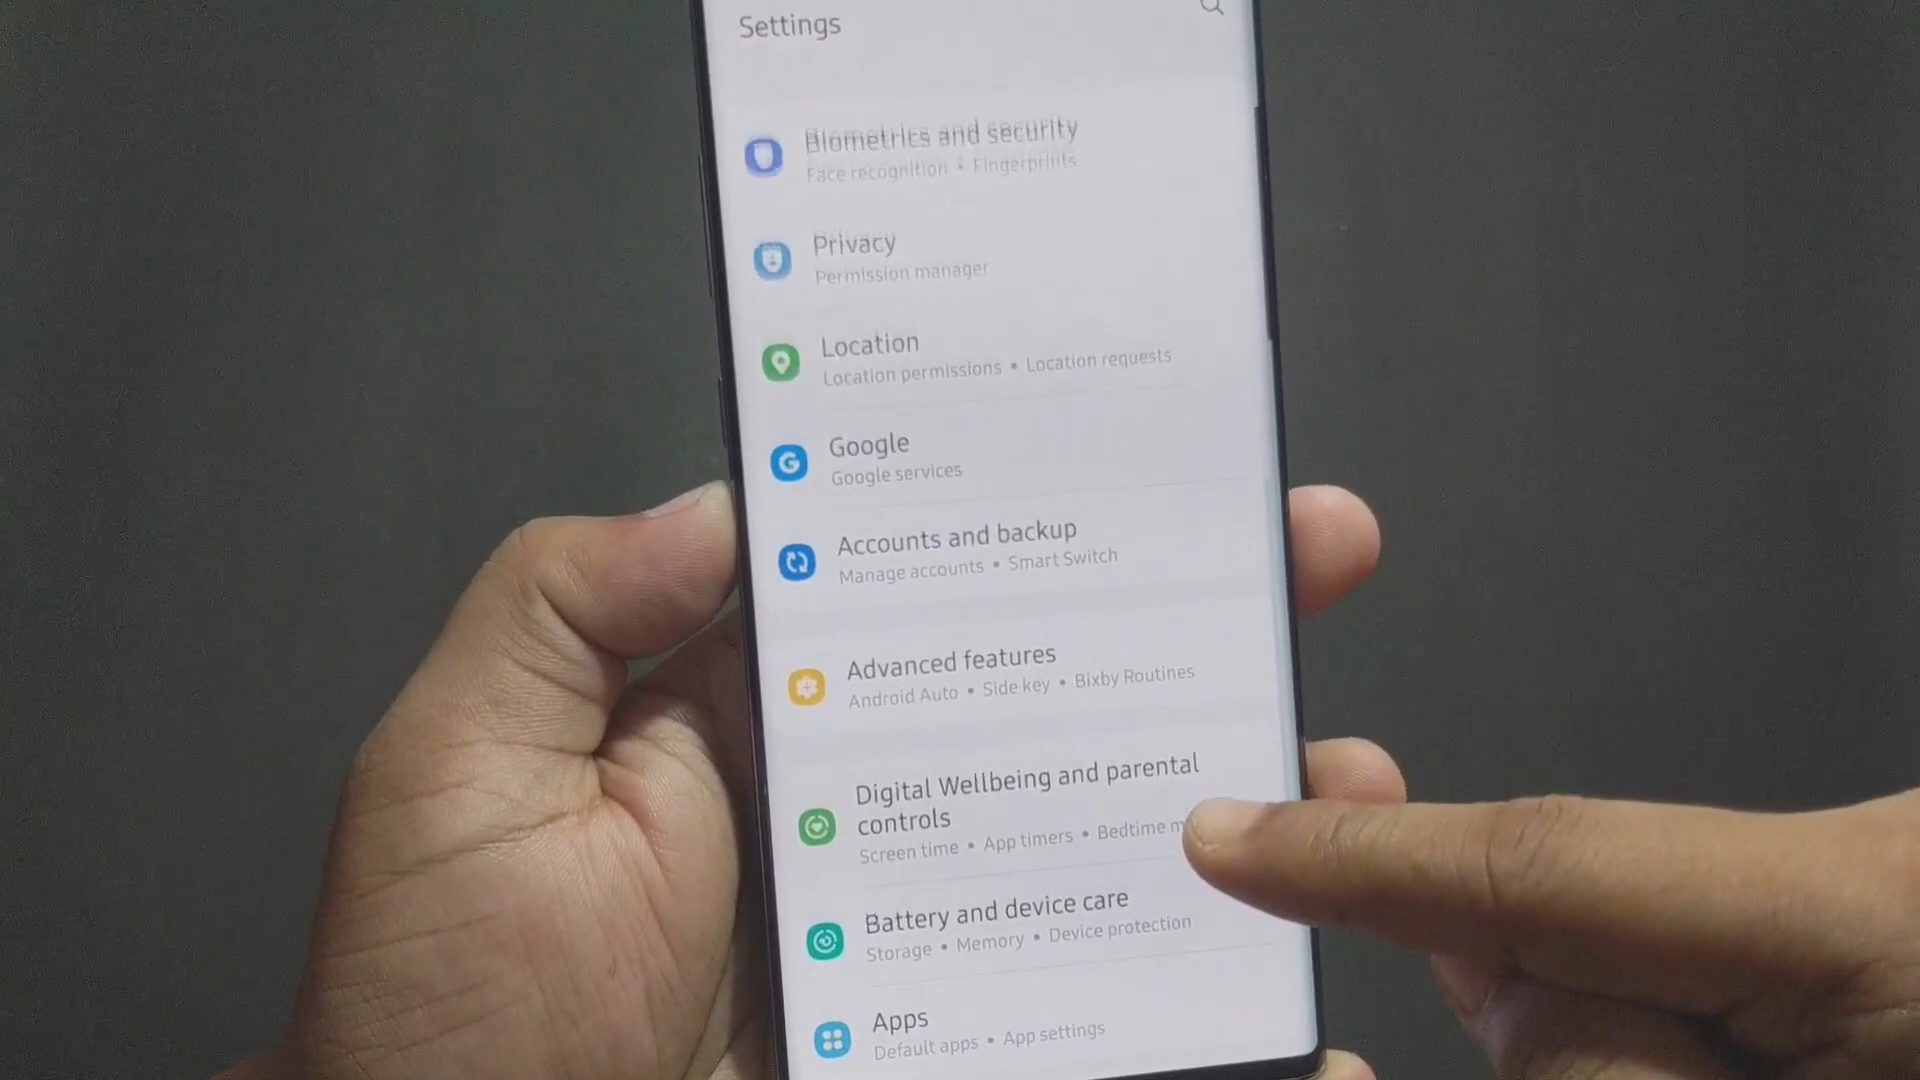 Settings
Biometrics and security
Face recognition • Fingerprints
Privacy
Permission manager
Location
Location permissions • Location requests
Google
Google services
Accounts and backup
Manage accounts • Smart Switch
Advanced features
Android Auto • Side key • Bixby Routines
Digital Wellbeing and parental
controls
Screen time • App timers • Bedtime
Battery and device care
Storage • Memory • Device protection
Apps
Default apps • App settings